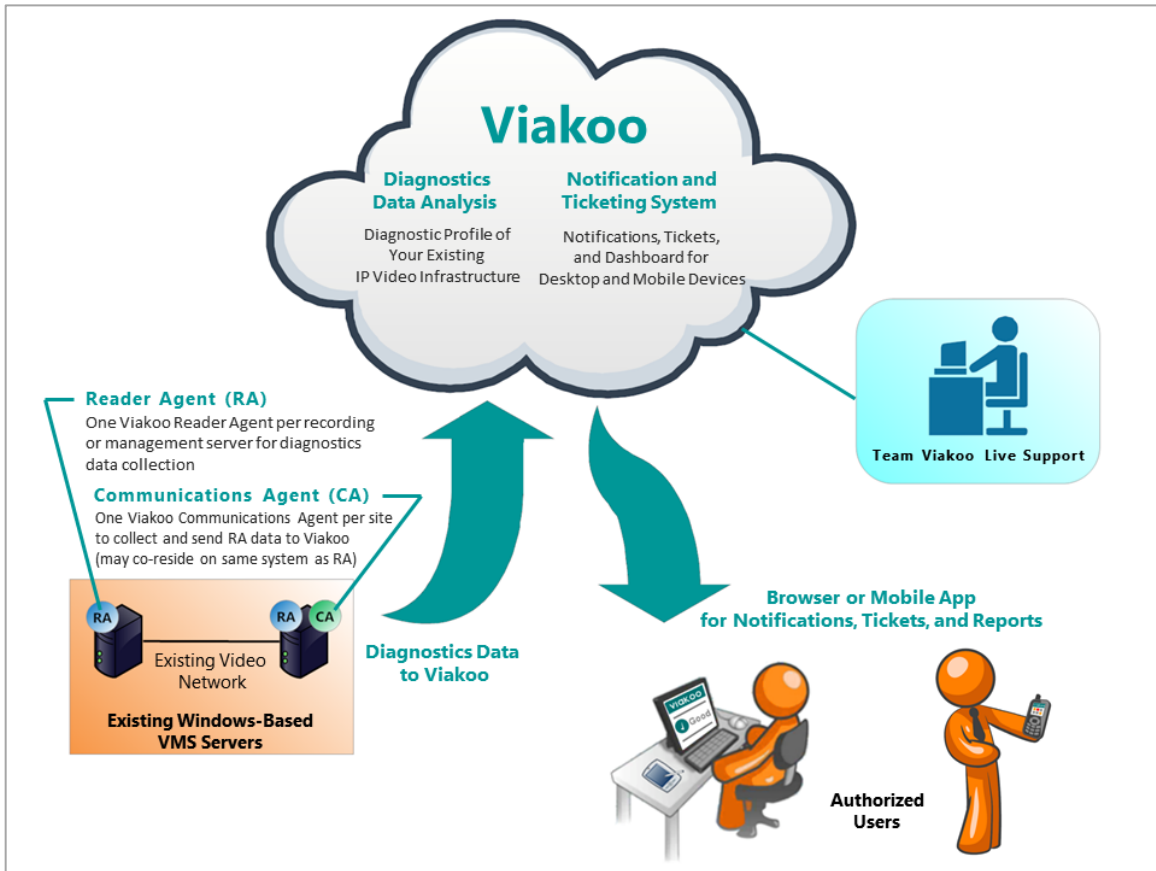 Viakoo
Diagnostics
Data Analysis
Diagnostic Profile of
Your Existing
IP Video Infrastructure
Notification and
Ticketing System
Notifications, Tickets,
and Dashboard for
Desktop and Mobile Devices
Team Viakoo Live Support
Reader Agent (RA)
One Viakoo Reader Agent per recording
or management server for diagnostics
data collection
Communications Agent (CA)
One Viakoo Communications Agent per site
to collect and send RA data to Viakoo
(may co-reside on same system as RA)
RA
RA
CA
Existing Video
Network
Existing Windows-Based
VMS Servers
Diagnostics Data
to Viakoo
Browser or Mobile App
for Notifications, Tickets, and Reports
viakoo
Good
Authorized
Users